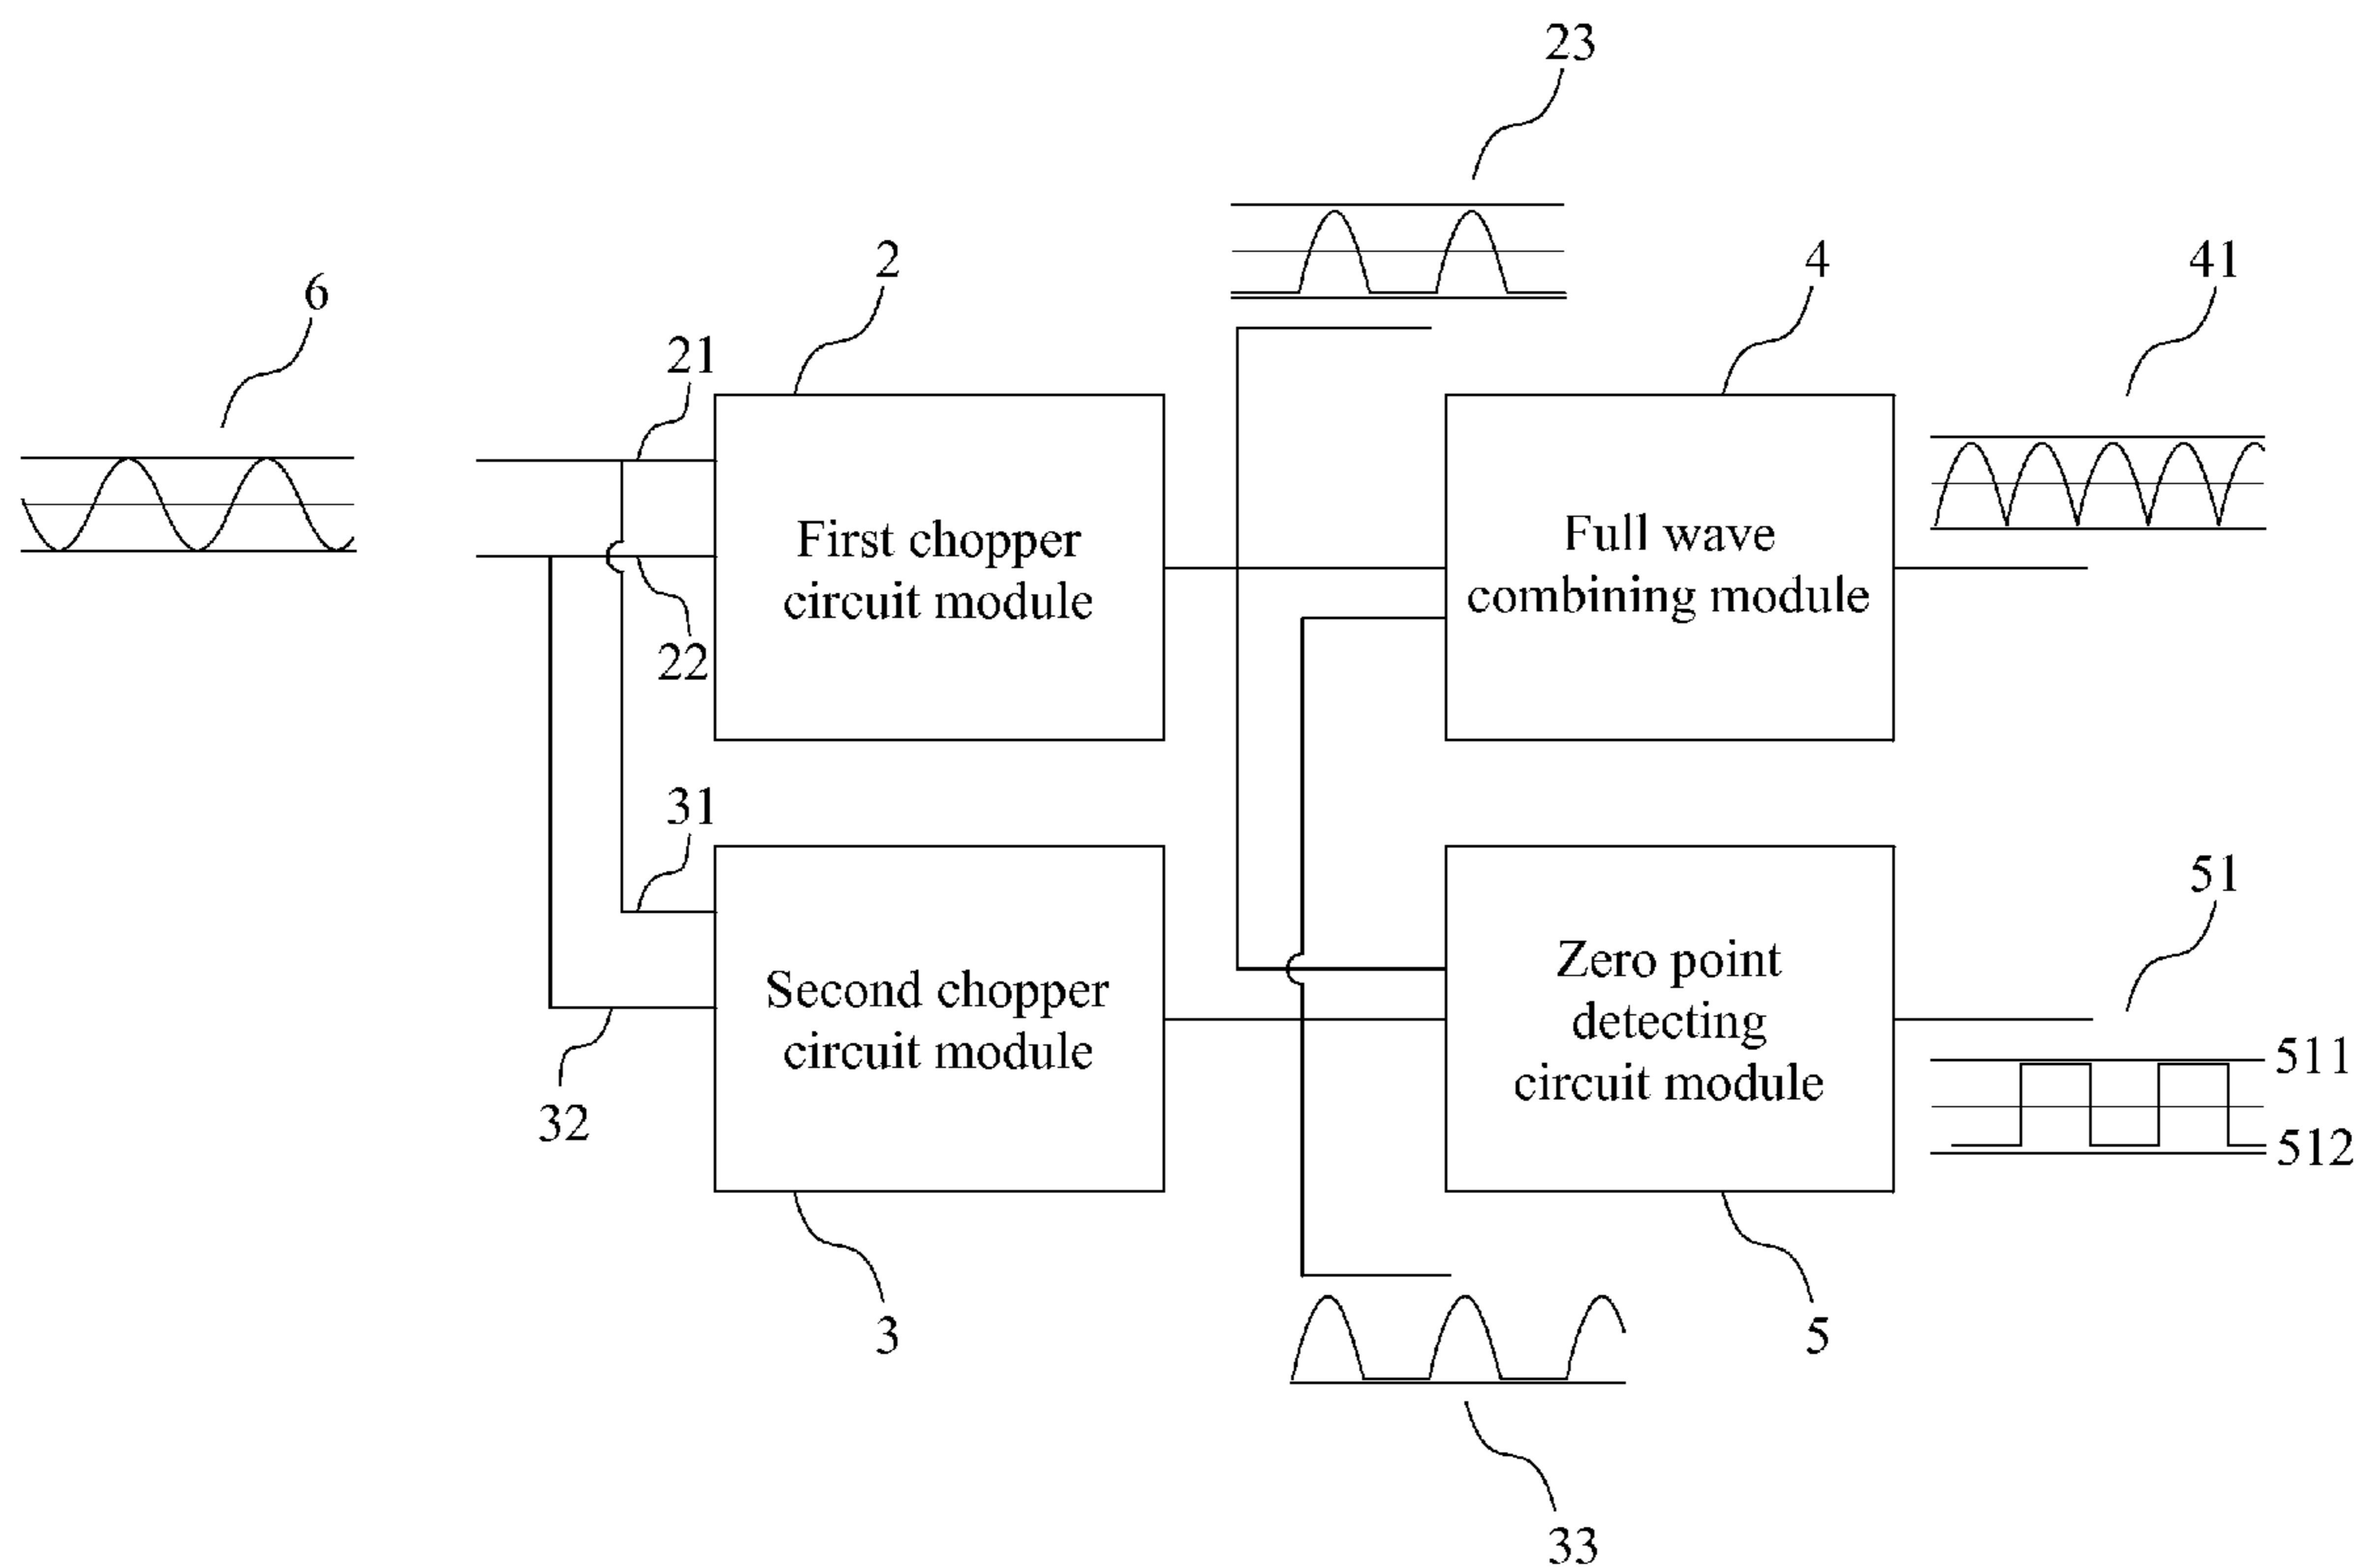 23
2
4
41
6
21
First chopper
circuit module
Full wave
combining module
22
31
51
Second chopper
circuit module
Zero point
detecting
circuit module
511
512
32
3
5
33